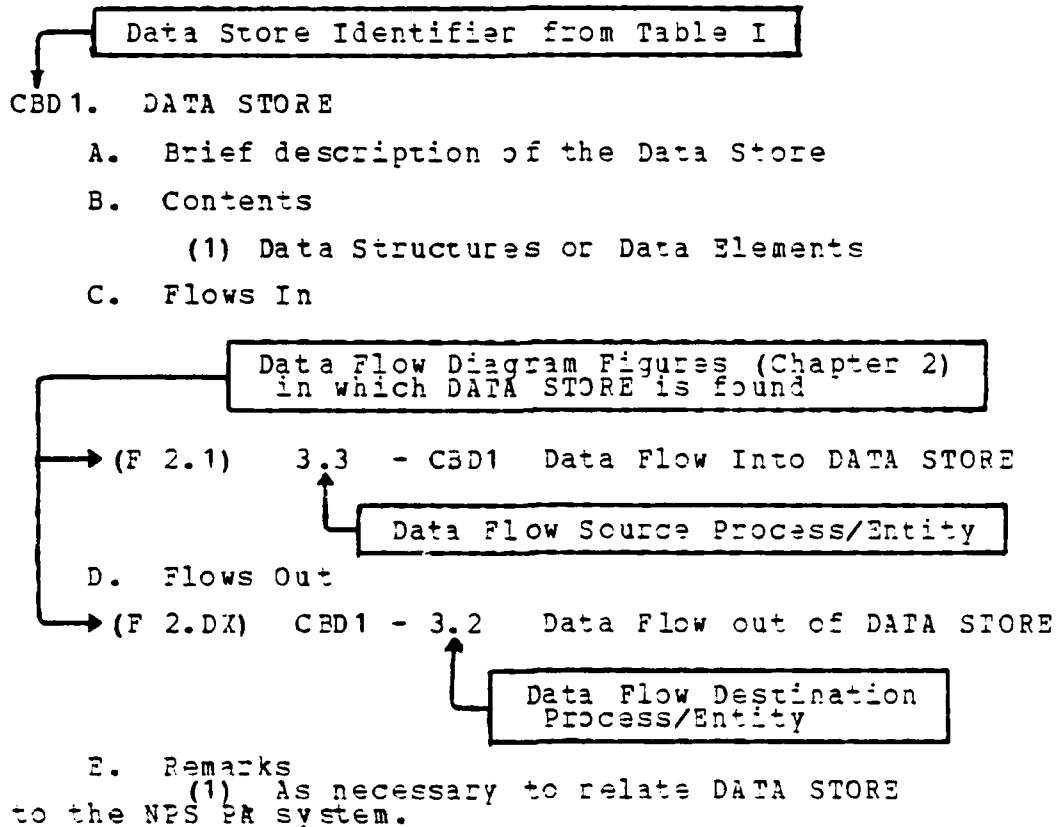 Data Store Identifier from Table I
CBD1. DATA STORE
A. Brief description of the Data Store
B. Contents
(1) Data Structures or Data Elements
C. Flows In
Data Flow Diagram Figures (Chapter 2)
in which DATA STORE is found
(F 2.1) 3.3 - CBD1 Data Flow Into DATA STORE
Data Flow Source Process/Entity
D. Flows Out
(F 2.DX) CBD1 - 3.2 Data Flow out of DATA STORE
Data Flow Destination
Process/Entity
E. Remarks
(1) As necessary to relate DATA STORE
to the NPS PA system.